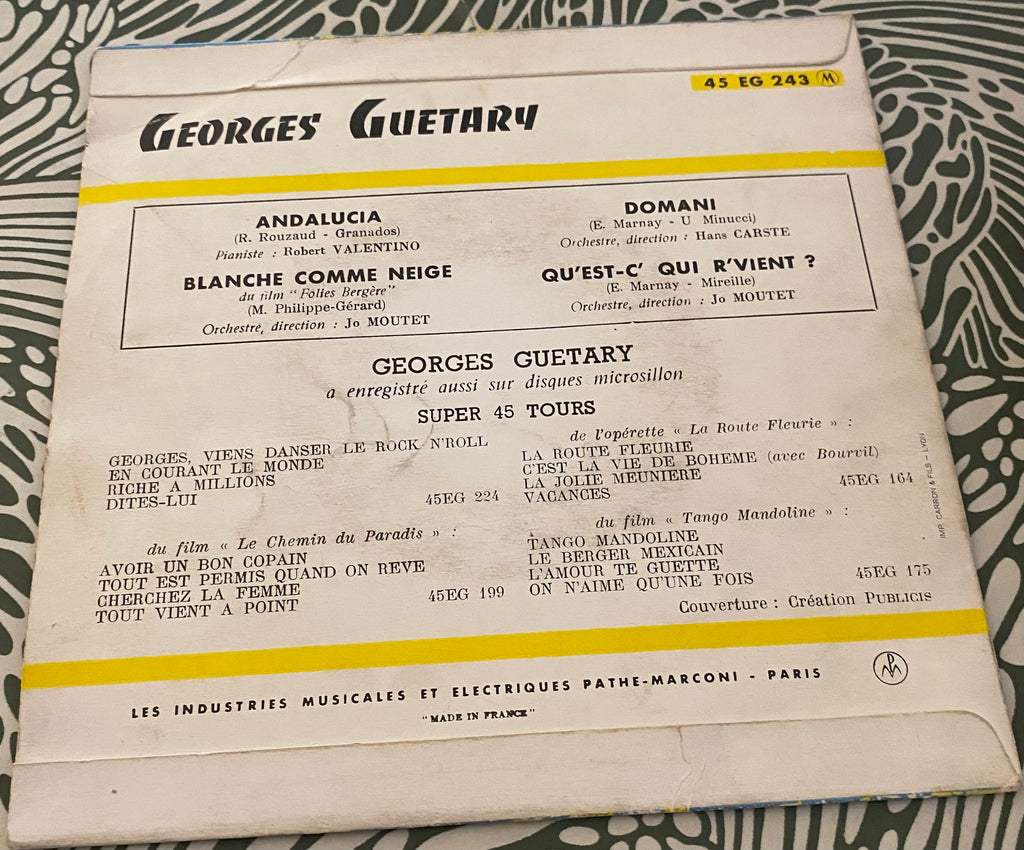 45 EG 243 M
GEORGES GUETARY
ANDALUCIA
(R. Rouzaud - Granados)
Pianiste : Robert VALENTINO
BLANCHE COMME NEIGE
du film "Folies Bergère"
(M. Philippe-Gérard)
Orchestre, direction : Jo MOUTET
DOMANI
(E. Marnay - U Minucci)
Orchestre, direction : Hans CARSTE
QU'EST-C' QUI R'VIENT ?
(E. Marnay - Mireille)
Orchestre, direction : Jo MOUTET
GEORGES GUETARY
a enregistré aussi sur disques microsillon
SUPER 45 TOURS
GEORGES, VIENS DANSER LE ROCK N'ROLL
EN COURANT LE MONDE
RICHE A MILLIONS
DITES-LUI 45EG 224
du film « Le Chemin du Paradis » :
AVOIR UN BON COPAIN
TOUT EST PERMIS QUAND ON REVE
CHERCHEZ LA FEMME
TOUT VIENT A POINT 45EG 199
de l'opérette « La Route Fleurie » :
LA ROUTE FLEURIE
C'EST LA VIE DE BOHEME (avec Bourvil)
LA JOLIE MEUNIERE
VACANCES 45EG 164
du film « Tango Mandoline » :
TANGO MANDOLINE
LE BERGER MEXICAIN
L'AMOUR TE GUETTE
ON N'AIME QU'UNE FOIS 45EG 175
Couverture : Création PUBLICIS
IMP. CARRON & FILS - LYON
LES INDUSTRIES MUSICALES ET ELECTRIQUES PATHE-MARCONI - PARIS
"MADE IN FRANCE"